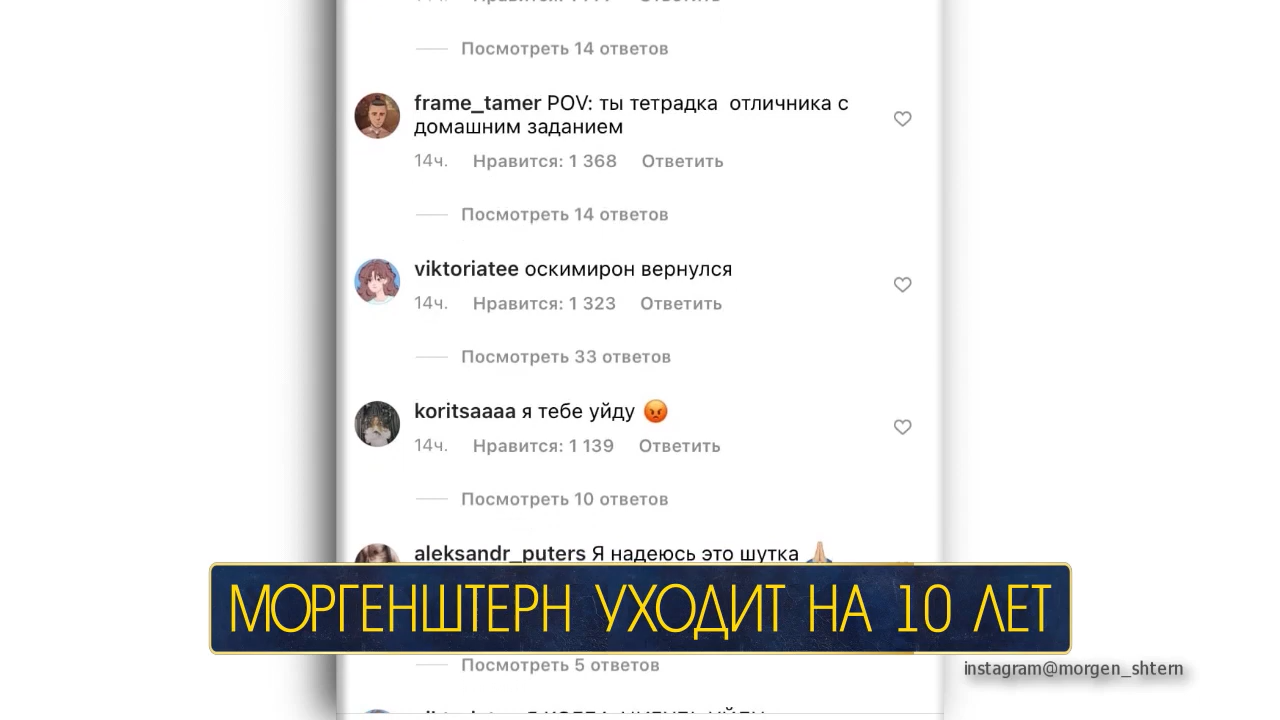 Посмотреть 14 ответов
frame_tamer POV: ты тетрадка отличника с
домашним заданием
14ч. Нравится: 1 368 Ответить
Посмотреть 14 ответов
viktoriatee оскимирон вернулся
14ч. Нравится: 1 323 Ответить
Посмотреть 33 ответов
koritsaaaa я тебе уйду 😡
14ч. Нравится: 1 139 Ответить
Посмотреть 10 ответов
aleksandr_puters Я надеюсь это шутка 🙏🏼
МОРГЕНШТЕРН УХОДИТ НА 10 ЛЕТ
Посмотреть 5 ответов
instagram@morgen_shtern